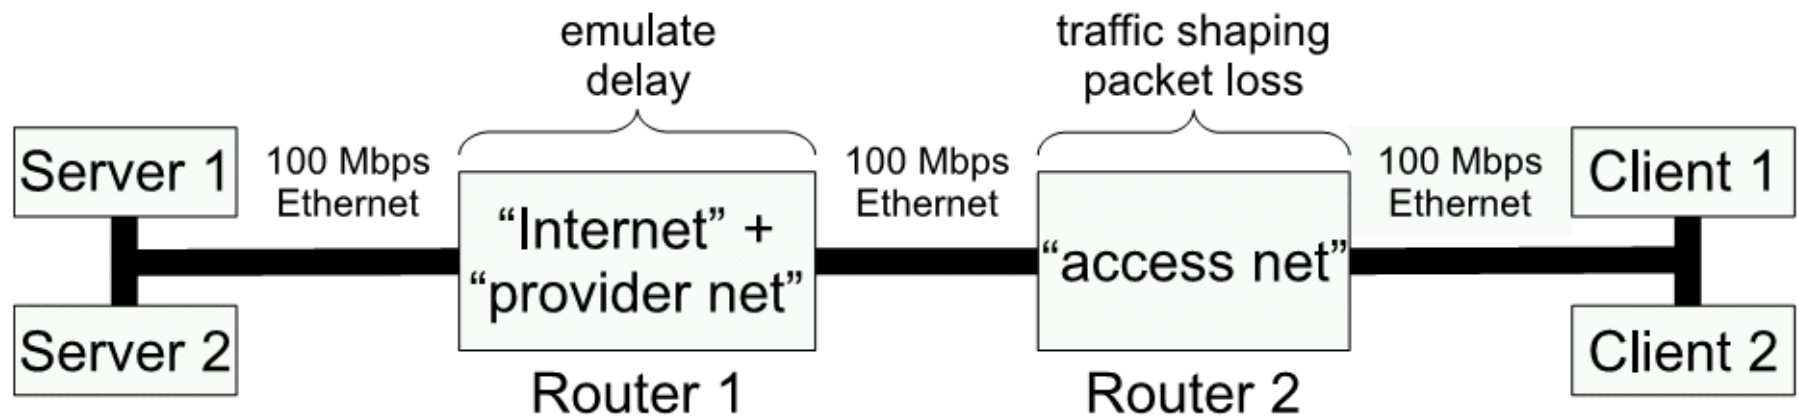 emulate
delay
traffic shaping
packet loss
Server 1
100 Mbps
Ethernet
100 Mbps
Ethernet
100 Mbps
Ethernet
Client 1
“Internet” +
“provider net”
“access net”
Server 2
Client 2
Router 1
Router 2